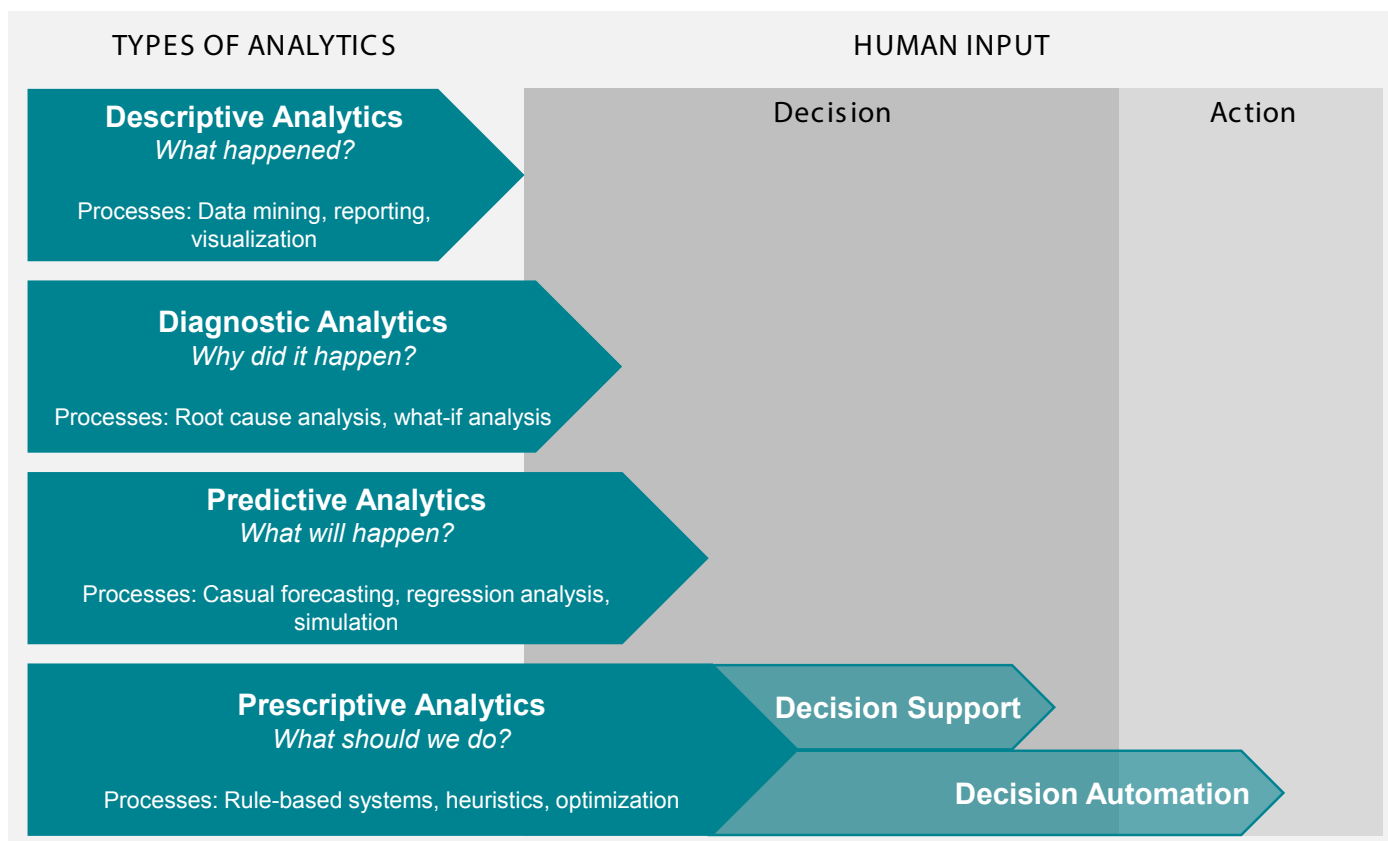 TYPES OF ANALYTICS
HUMAN INPUT
Decision
Action
Descriptive Analytics
What happened?
Processes: Data mining, reporting,
visualization
Diagnostic Analytics
Why did it happen?
Processes: Root cause analysis, what-if analysis
Predictive Analytics
What will happen?
Processes: Casual forecasting, regression analysis,
simulation
Prescriptive Analytics
What should we do?
Processes: Rule-based systems, heuristics, optimization
Decision Support
Decision Automation